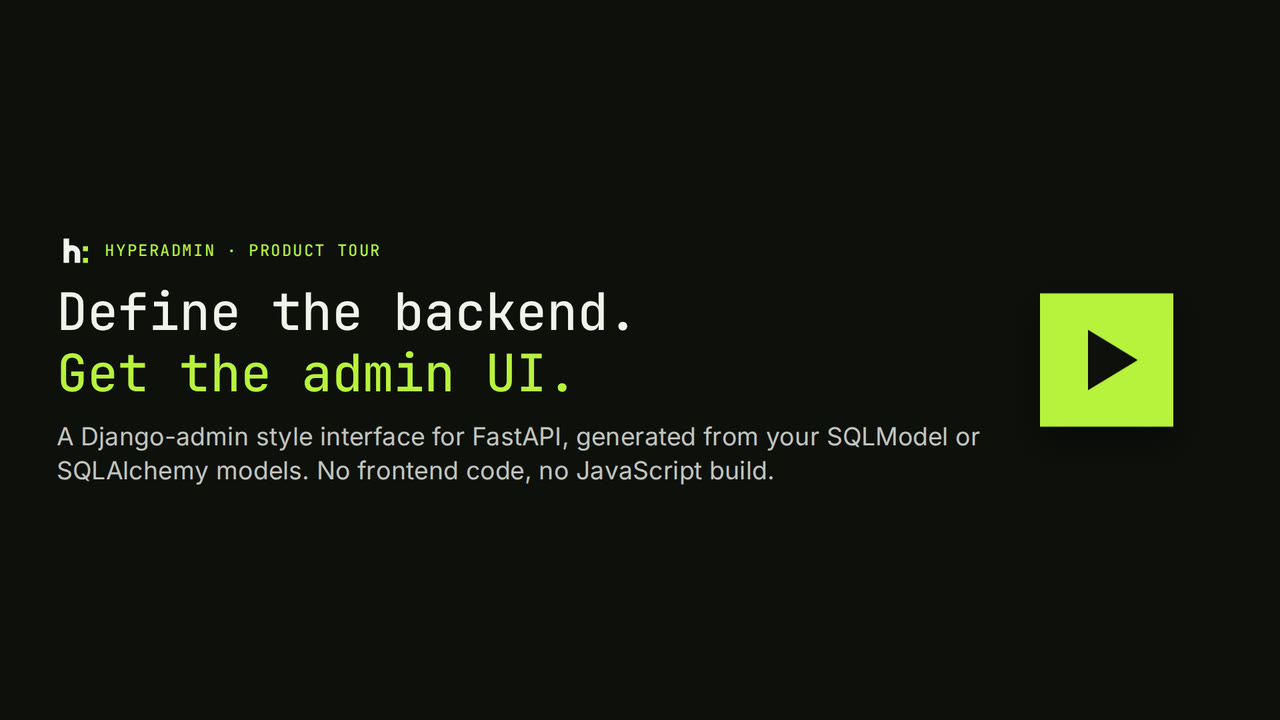 h: HYPERADMIN · PRODUCT TOUR
Define the backend.
Get the admin UI.
A Django-admin style interface for FastAPI, generated from your SQLModel or
SQLAlchemy models. No frontend code, no JavaScript build.